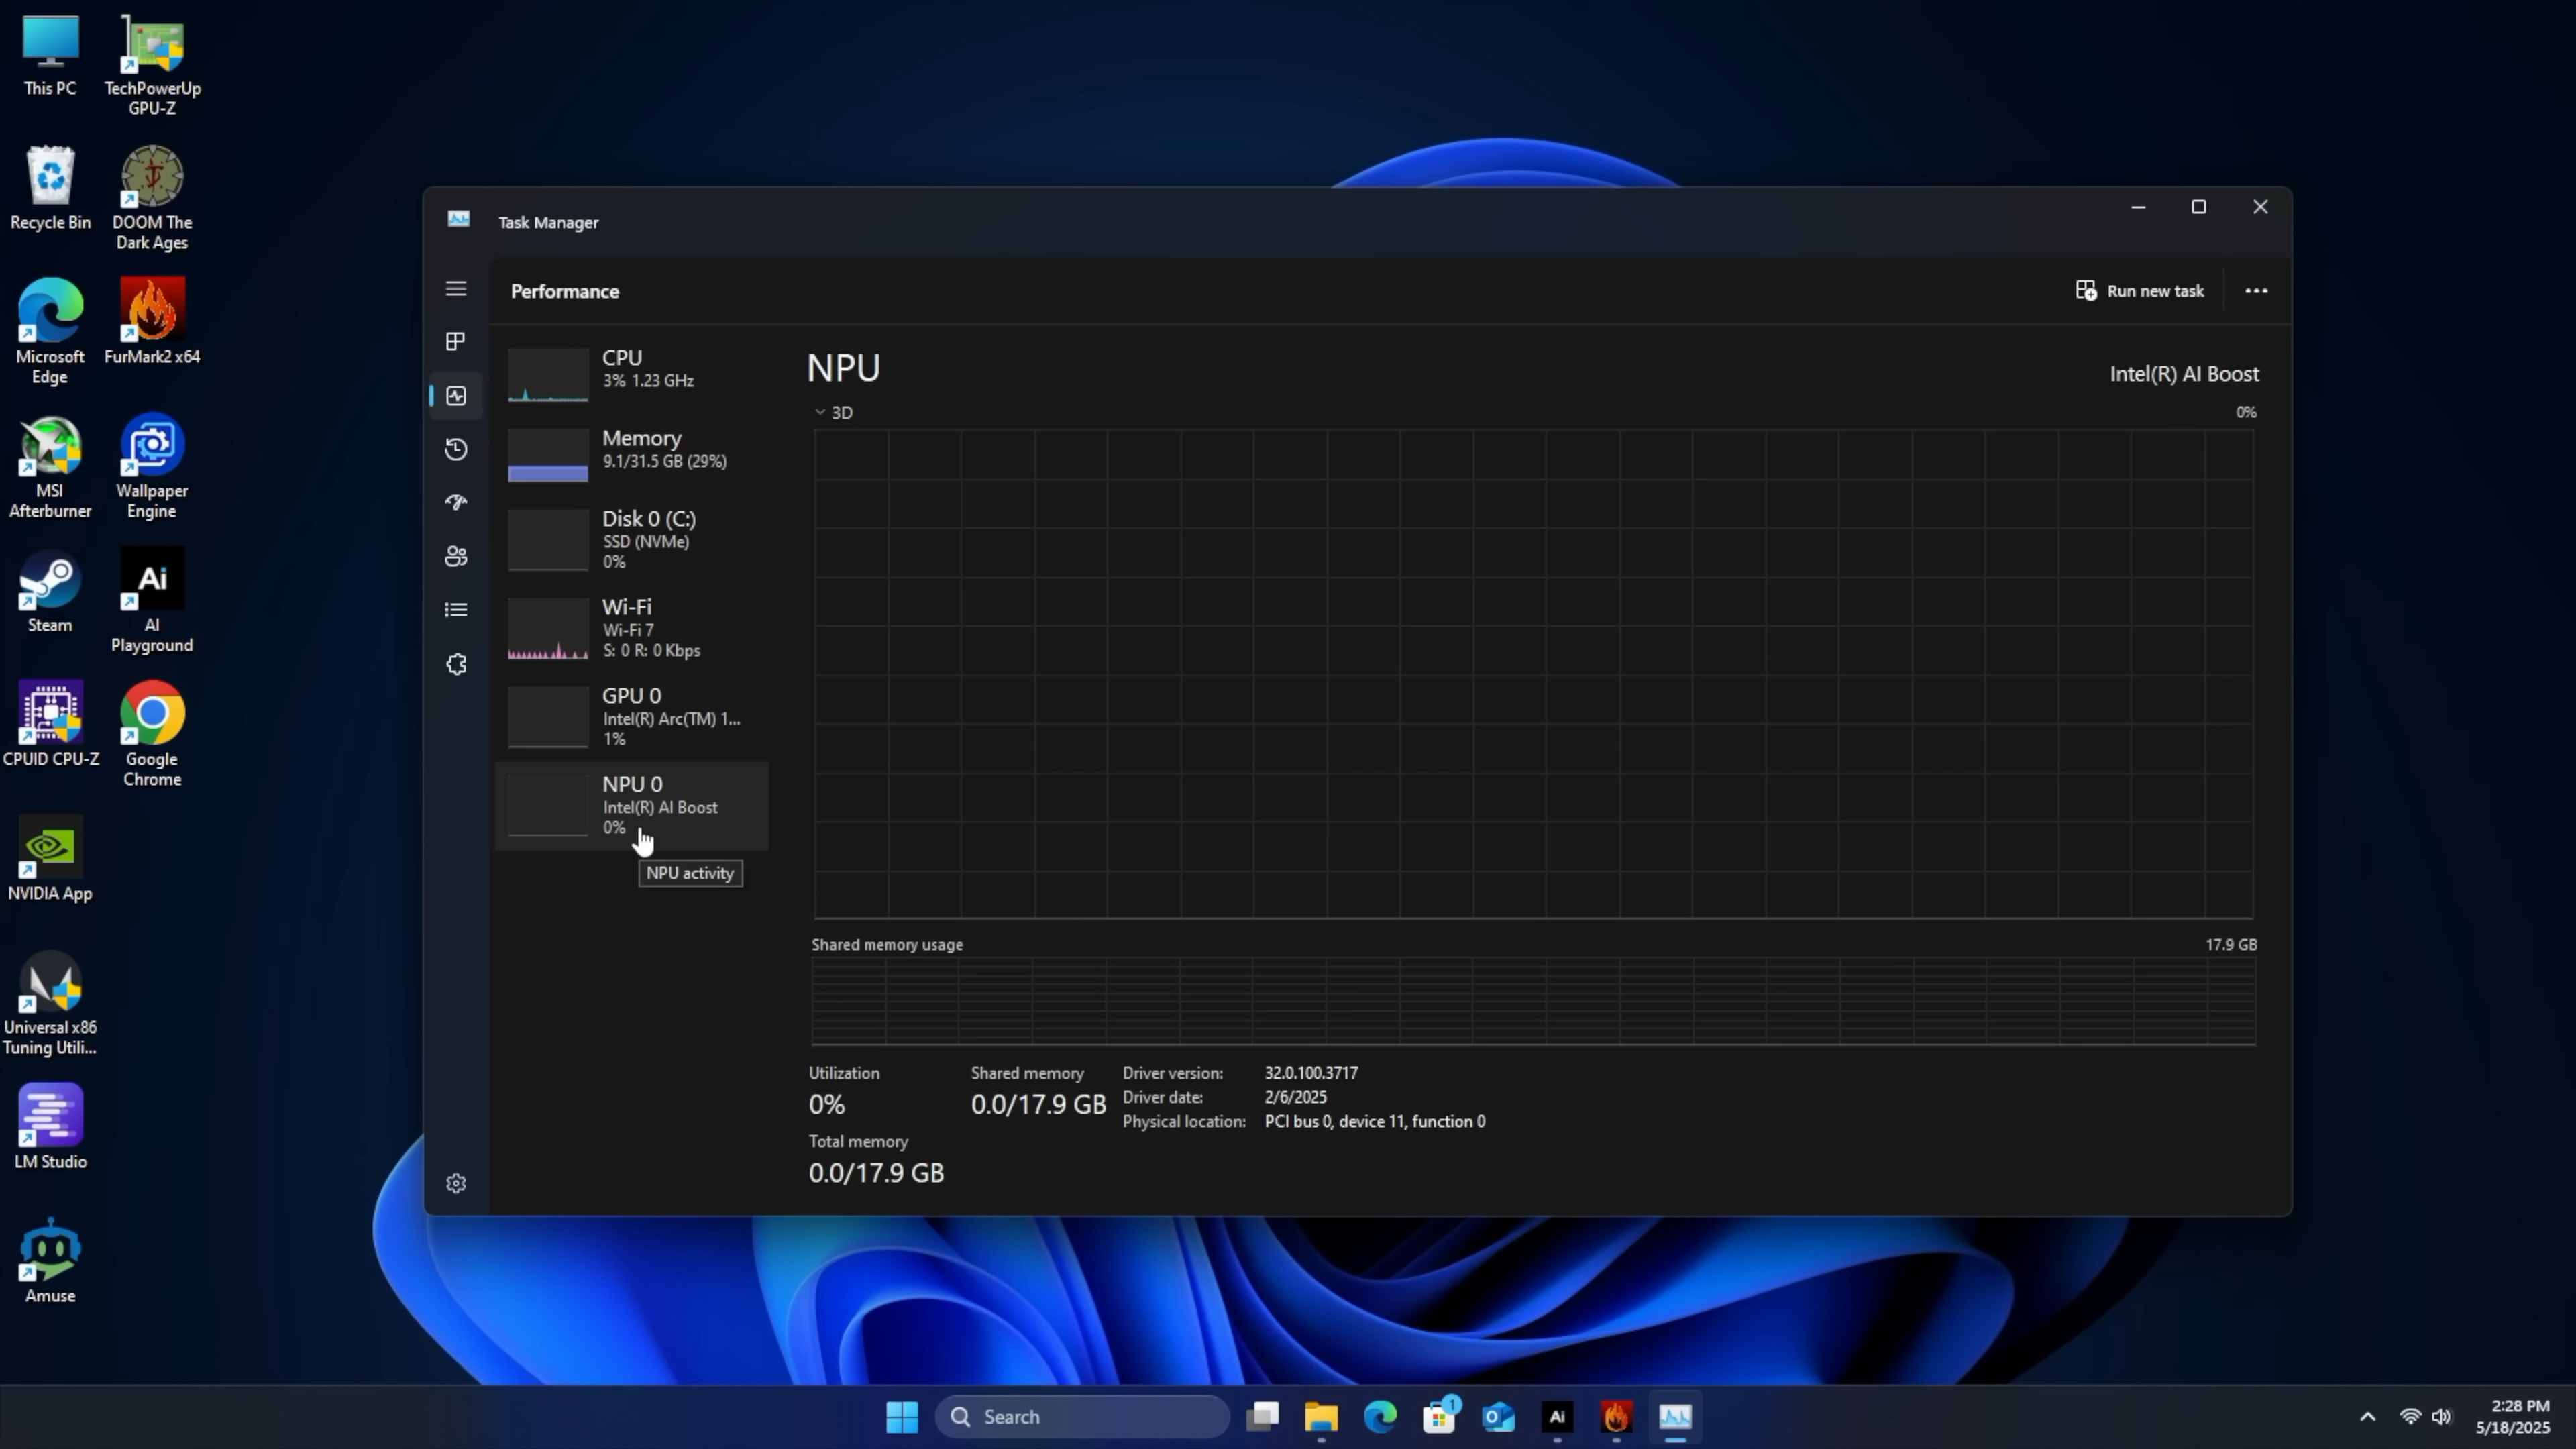 This PC
TechPowerUp
GPU-Z
Recycle Bin
DOOM The
Dark Ages
Microsoft
Edge
FurMark2 x64
MSI
Afterburner
Wallpaper
Engine
Steam
Ai
AI
Playground
CPUID CPU-Z
Google
Chrome
NVIDIA App
Universal x86
Tuning Utili...
LM Studio
Amuse
Task Manager
Performance
Run new task
CPU
3% 1.23 GHz
Memory
9.1/31.5 GB (29%)
Disk 0 (C:)
SSD (NVMe)
0%
Wi-Fi
Wi-Fi 7
S: 0 R: 0 Kbps
GPU 0
Intel(R) Arc(TM) 1...
1%
NPU 0
Intel(R) AI Boost
0%
NPU activity
NPU
Intel(R) AI Boost
3D
0%
Shared memory usage
17.9 GB
Utilization
0%
Shared memory
0.0/17.9 GB
Driver version: 32.0.100.3717
Driver date: 2/6/2025
Physical location: PCI bus 0, device 11, function 0
Total memory
0.0/17.9 GB
Search
1
Ai
2:28 PM
5/18/2025